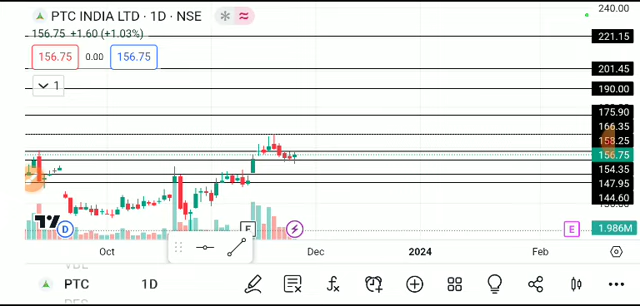 PTC INDIA LTD · 1D · NSE
240.00
156.75 +1.60 (+1.03%)
221.15
156.75 0.00 156.75
201.45
1
190.00
175.90
166.35
158.25
156.75
154.35
147.95
144.60
1.986M
D E E
Oct Dec 2024 Feb
PTC 1D